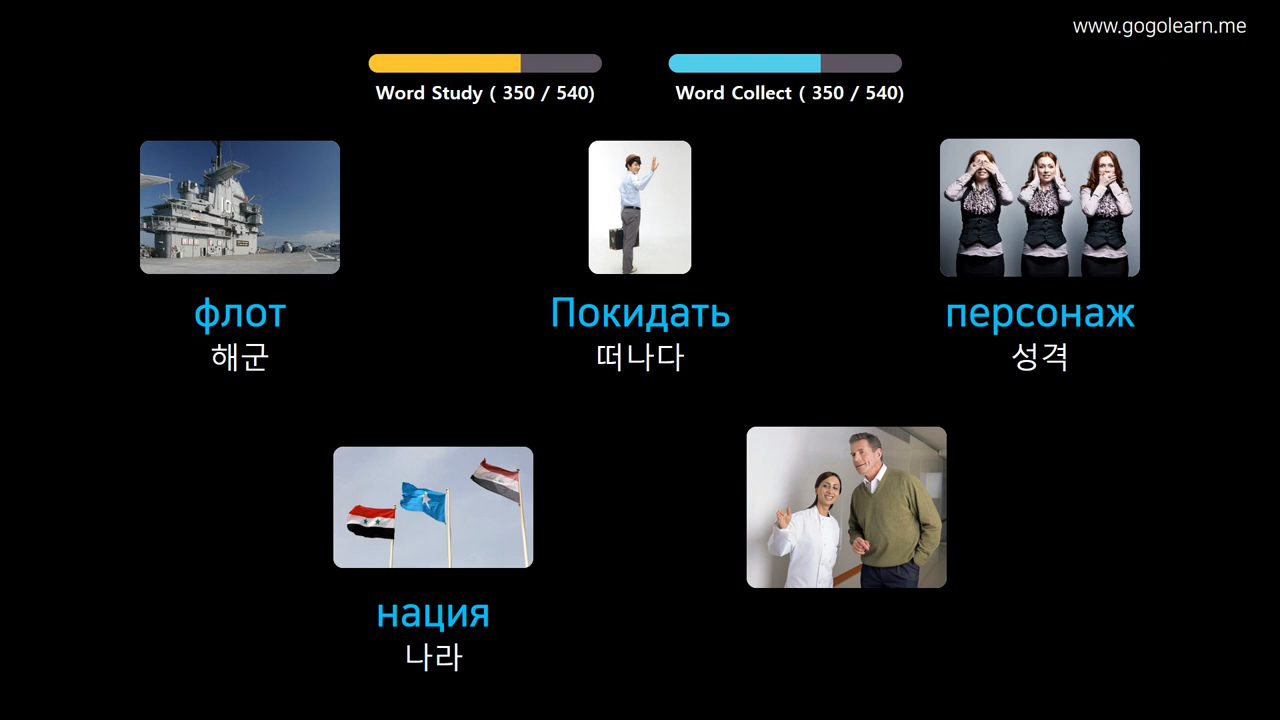 www.gogolearn.me
Word Study ( 350 / 540)
Word Collect ( 350 / 540)
флот
해군
Покидать
떠나다
персонаж
성격
нация
나라